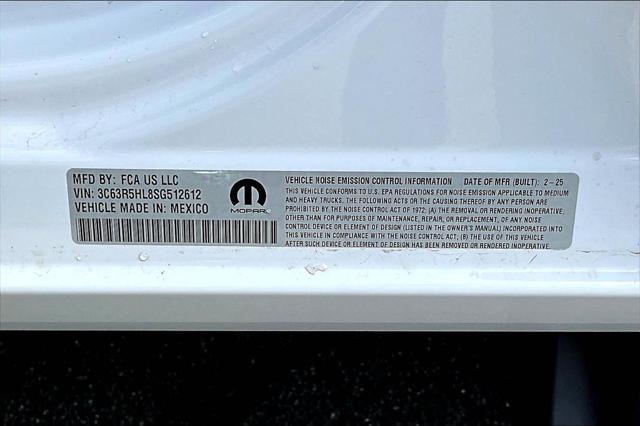 MFD BY: FCA US LLC
VIN: 3C63R5HL8SG512612
VEHICLE MADE IN: MEXICO
MOPAR
VEHICLE NOISE EMISSION CONTROL INFORMATION DATE OF MFR (BUILT): 2-25
THIS VEHICLE CONFORMS TO U.S. EPA REGULATIONS FOR NOISE EMISSION APPLICABLE TO MEDIUM
AND HEAVY TRUCKS. THE FOLLOWING ACTS OR THE CAUSING THEREOF BY ANY PERSON ARE
PROHIBITED BY THE NOISE CONTROL ACT OF 1972: (A) THE REMOVAL OR RENDERING INOPERATIVE,
OTHER THAN FOR PURPOSES OF MAINTENANCE, REPAIR, OR REPLACEMENT, OF ANY NOISE
CONTROL DEVICE OR ELEMENT OF DESIGN (LISTED IN THE OWNER'S MANUAL) INCORPORATED INTO
THIS VEHICLE IN COMPLIANCE WITH THE NOISE CONTROL ACT; (B) THE USE OF THIS VEHICLE
AFTER SUCH DEVICE OR ELEMENT OF DESIGN HAS BEEN REMOVED OR RENDERED INOPERATIVE.